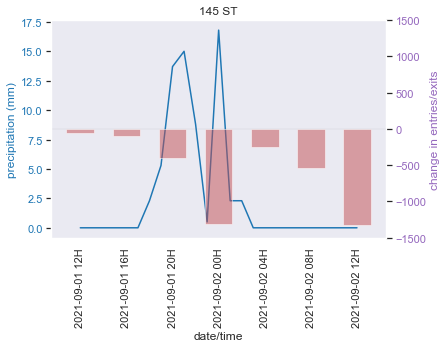 145 ST
precipitation (mm)
17.5
15.0
12.5
10.0
7.5
5.0
2.5
0.0
1500
1000
500
0
-500
-1000
-1500
change in entries/exits
2021-09-01 12H
2021-09-01 16H
2021-09-01 20H
2021-09-02 00H
2021-09-02 04H
2021-09-02 08H
2021-09-02 12H
date/time